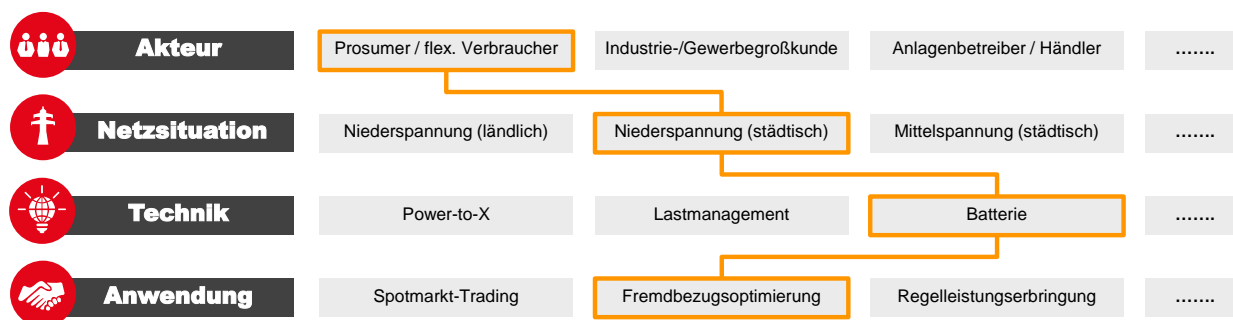 Akteur
Prosumer / flex. Verbraucher
Industrie-/Gewerbegroßkunde
Anlagenbetreiber / Händler
…….
Netzsituation
Niederspannung (ländlich)
Niederspannung (städtisch)
Mittelspannung (städtisch)
…….
Technik
Power-to-X
Lastmanagement
Batterie
…….
Anwendung
Spotmarkt-Trading
Fremdbezugsoptimierung
Regelleistungserbringung
…….